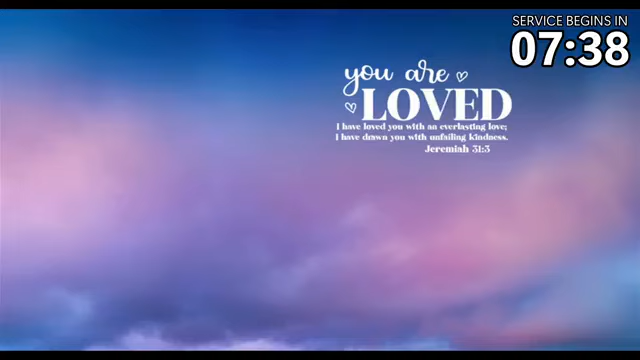 SERVICE BEGINS IN
07:38
you are
LOVED
I have loved you with an everlasting love;
I have drawn you with unfailing kindness.
Jeremiah 31:3